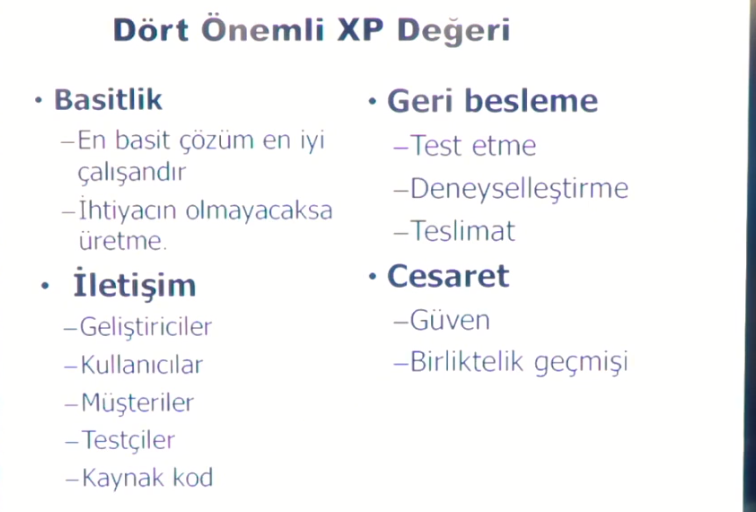 Dört Önemli XP Değeri
• Basitlik
–En basit çözüm en iyi
çalışandır
–İhtiyacın olmayacaksa
üretme.
• İletişim
–Geliştiriciler
–Kullanıcılar
–Müşteriler
–Testçiler
–Kaynak kod
• Geri besleme
–Test etme
–Deneyselleştirme
–Teslimat
• Cesaret
–Güven
–Birliktelik geçmişi